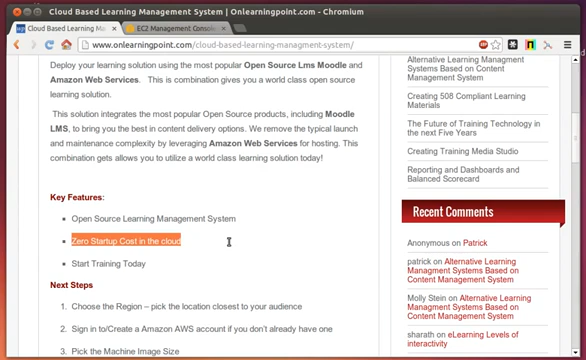 Cloud Based Learning Management System | Onlearningpoint.com - Chromium
Cloud Based Learning Ma
EC2 Management Consol
www.onlearningpoint.com/cloud-based-learning-managment-system/
Deploy your learning solution using the most popular Open Source Lms Moodle and
Amazon Web Services. This is combination gives you a world class open source
learning solution.
This solution integrates the most popular Open Source products, including Moodle
LMS, to bring you the best in content delivery options. We remove the typical launch
and maintenance complexity by leveraging Amazon Web Services for hosting. This
combination gets allows you to utilize a world class learning solution today!
Key Features:
• Open Source Learning Management System
• Zero Startup Cost in the cloud
• Start Training Today
Next Steps
1. Choose the Region – pick the location closest to your audience
2. Sign in to/Create a Amazon AWS account if you don't already have one
3. Pick the Machine Image Size
Alternative Learning
Managment Systems Based on
Content Management System
Creating 508 Compliant Learning
Materials
The Future of Training Technology in
the next Five Years
Creating Training Media Studio
Reporting and Dashboards and
Balanced Scorecard
Recent Comments
Anonymous on Patrick
patrick on Alternative Learning
Managment Systems Based on
Content Management System
Molly Stein on Alternative Learning
Managment Systems Based on
Content Management System
sharath on eLearning Levels of
interactivity